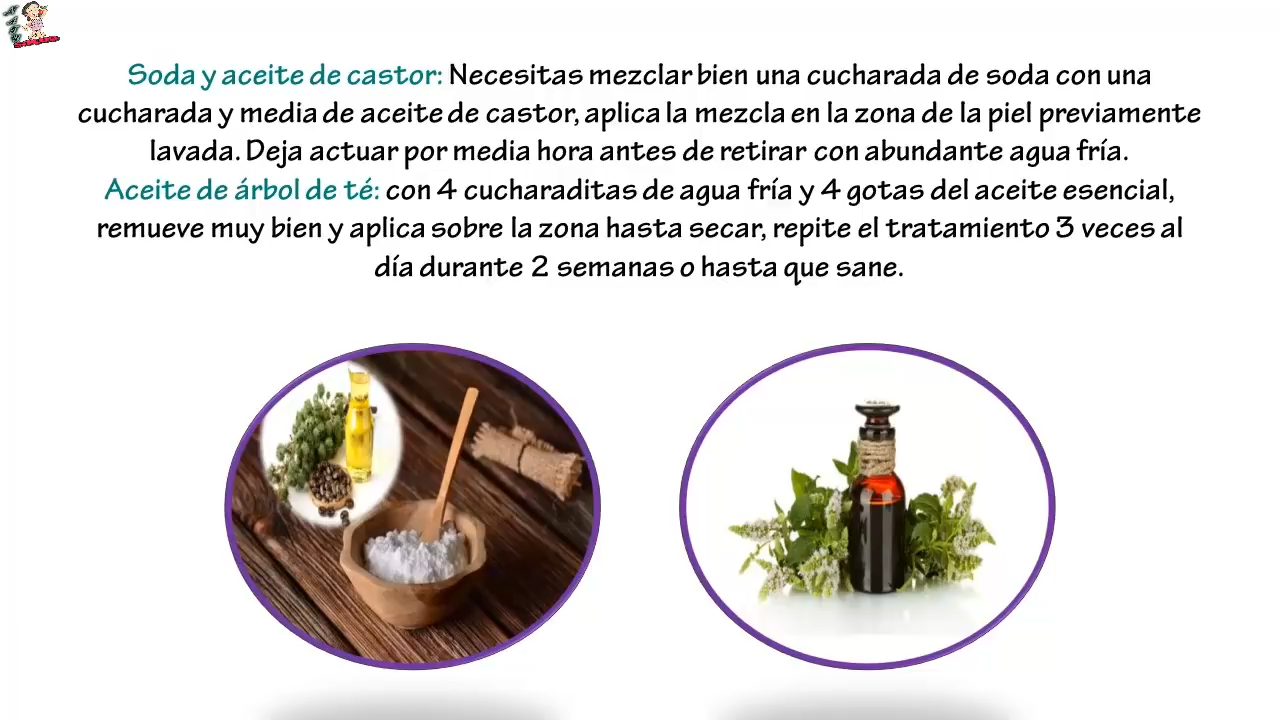 Soda y aceite de castor: Necesitas mezclar bien una cucharada de soda con una
cucharada y media de aceite de castor, aplica la mezcla en la zona de la piel previamente
lavada. Deja actuar por media hora antes de retirar con abundante agua fría.
Aceite de árbol de té: con 4 cucharaditas de agua fría y 4 gotas del aceite esencial,
remueve muy bien y aplica sobre la zona hasta secar, repite el tratamiento 3 veces al
día durante 2 semanas o hasta que sane.